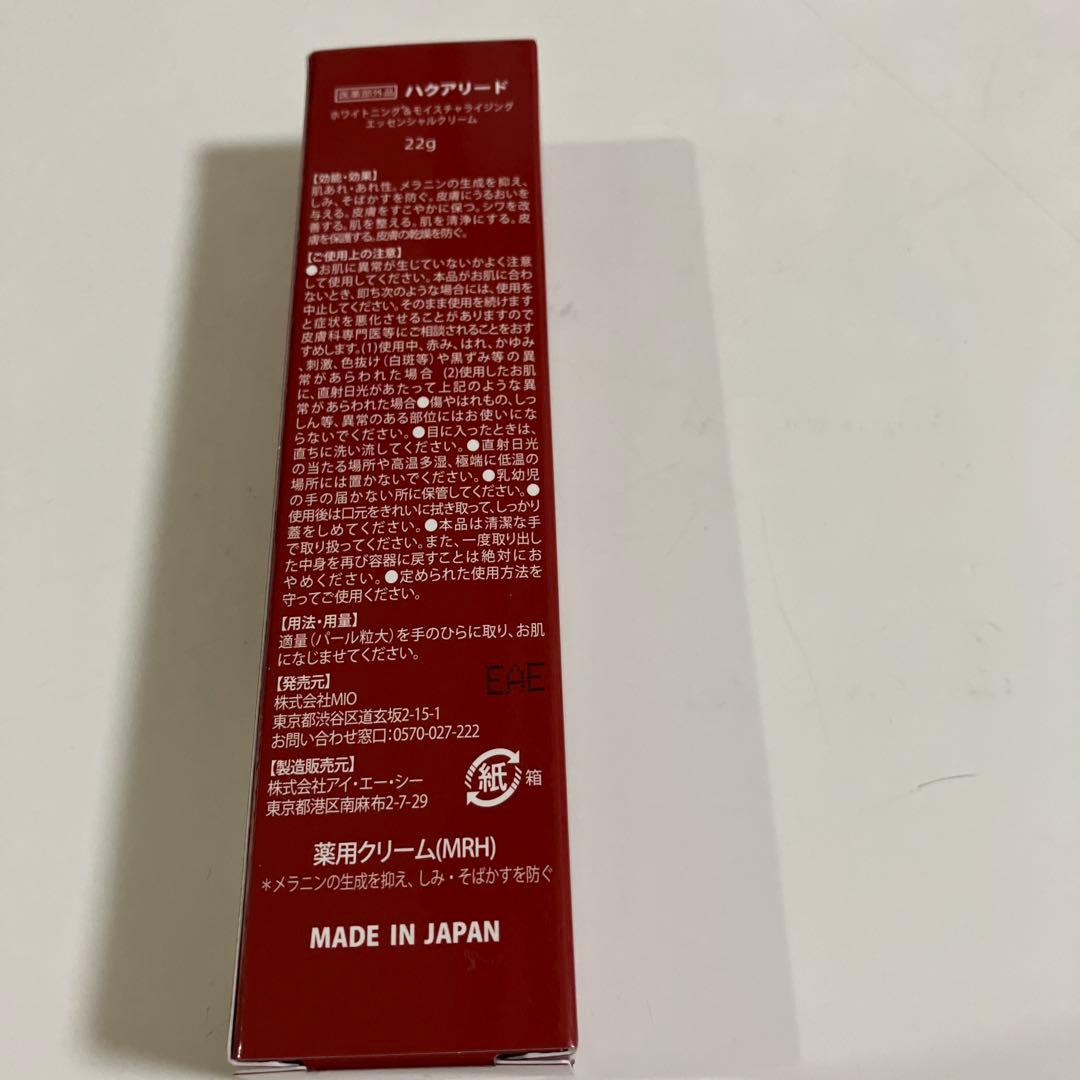 医薬部外品 ハクアリード
ホワイトニング*&モイスチャライジング
エッセンシャルクリーム
22g
【効能・効果】
肌あれ・あれ性。メラニンの生成を抑え、
しみ、そばかすを防ぐ。皮膚にうるおいを
与える。皮膚をすこやかに保つ。シワを改
善する。肌を整える。肌を清浄にする。皮
膚を保護する。皮膚の乾燥を防ぐ。
【ご使用上の注意】
●お肌に異常が生じていないかよく注意
して使用してください。本品がお肌に合わ
ないとき、即ち次のような場合には、使用を
中止してください。そのまま使用を続けます
と症状を悪化させることがありますので
皮膚科専門医等にご相談されることをおす
すめします。(1)使用中、赤み、はれ、かゆみ
、刺激、色抜け(白斑等)や黒ずみ等の異
常があらわれた場合 (2)使用したお肌
に、直射日光があたって上記のような異
常があらわれた場合●傷やはれもの、しっ
しん等、異常のある部位にはお使いにな
らないでください。●目に入ったときは、
直ちに洗い流してください。●直射日光
の当たる場所や高温多湿、極端に低温の
場所には置かないでください。●乳幼児
の手の届かない所に保管してください。●
使用後は口元をきれいに拭き取って、しっかり
蓋をしめてください。●本品は清潔な手
で取り扱ってください。また、一度取り出し
た中身を再び容器に戻すことは絶対にお
やめください。●定められた使用方法を
守ってご使用ください。
【用法・用量】
適量(パール粒大)を手のひらに取り、お肌
になじませてください。
EAE
【発売元】
株式会社MIO
東京都渋谷区道玄坂2-15-1
お問い合わせ窓口:0570-027-222
【製造販売元】
株式会社アイ・エー・シー
東京都港区南麻布2-7-29
紙 箱
薬用クリーム(MRH)
*メラニンの生成を抑え、しみ・そばかすを防ぐ
MADE IN JAPAN